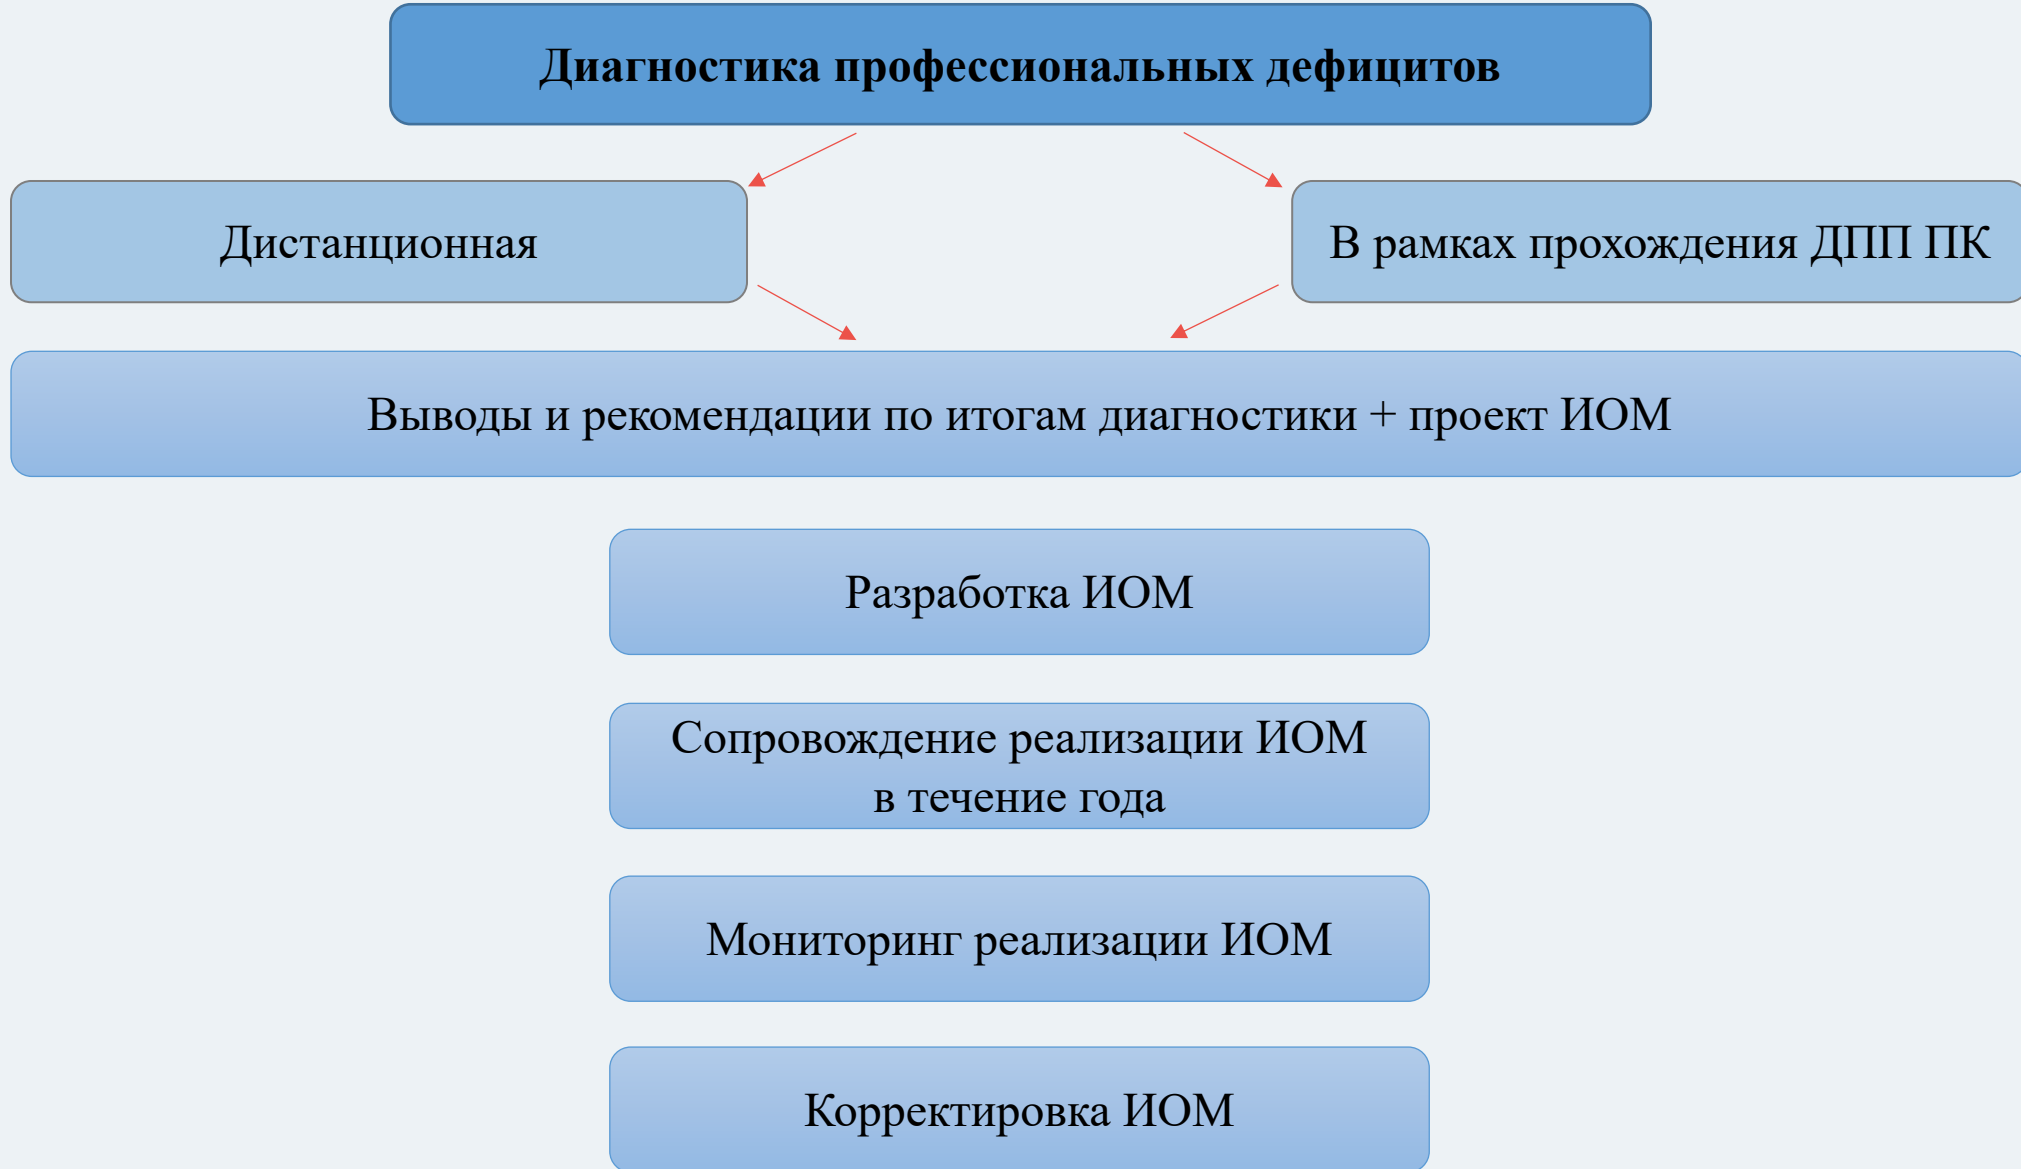 Диагностика профессиональных дефицитов
Дистанционная
В рамках прохождения ДПП ПК
Выводы и рекомендации по итогам диагностики + проект ИОМ
Разработка ИОМ
Сопровождение реализации ИОМ
в течение года
Мониторинг реализации ИОМ
Корректировка ИОМ